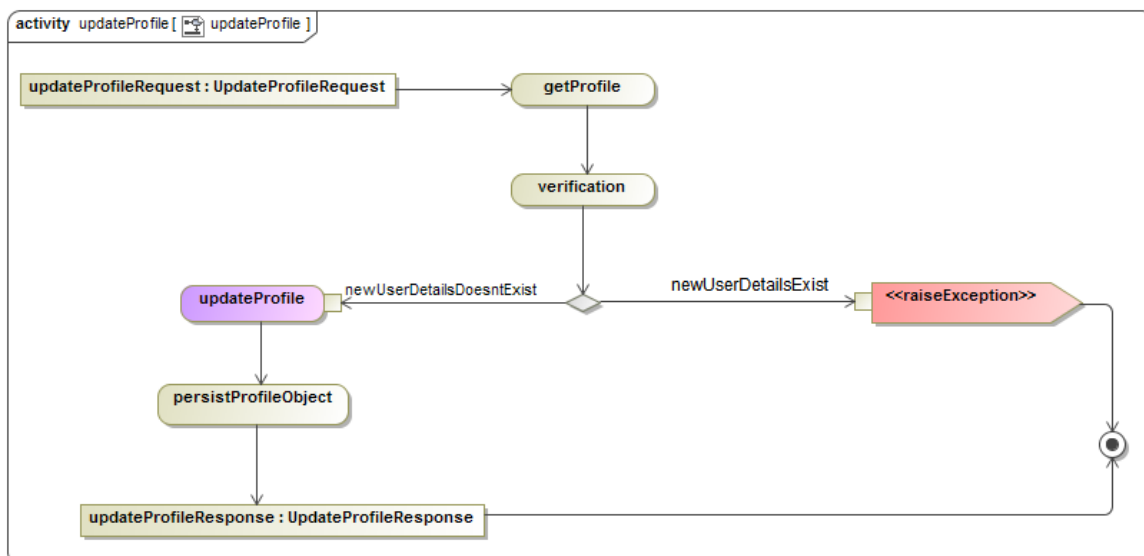 activity updateProfile [ updateProfile ]
updateProfileRequest : UpdateProfileRequest
getProfile
verification
newUserDetailsDoesntExist
newUserDetailsExist
updateProfile
<<raiseException>>
persistProfileObject
updateProfileResponse : UpdateProfileResponse